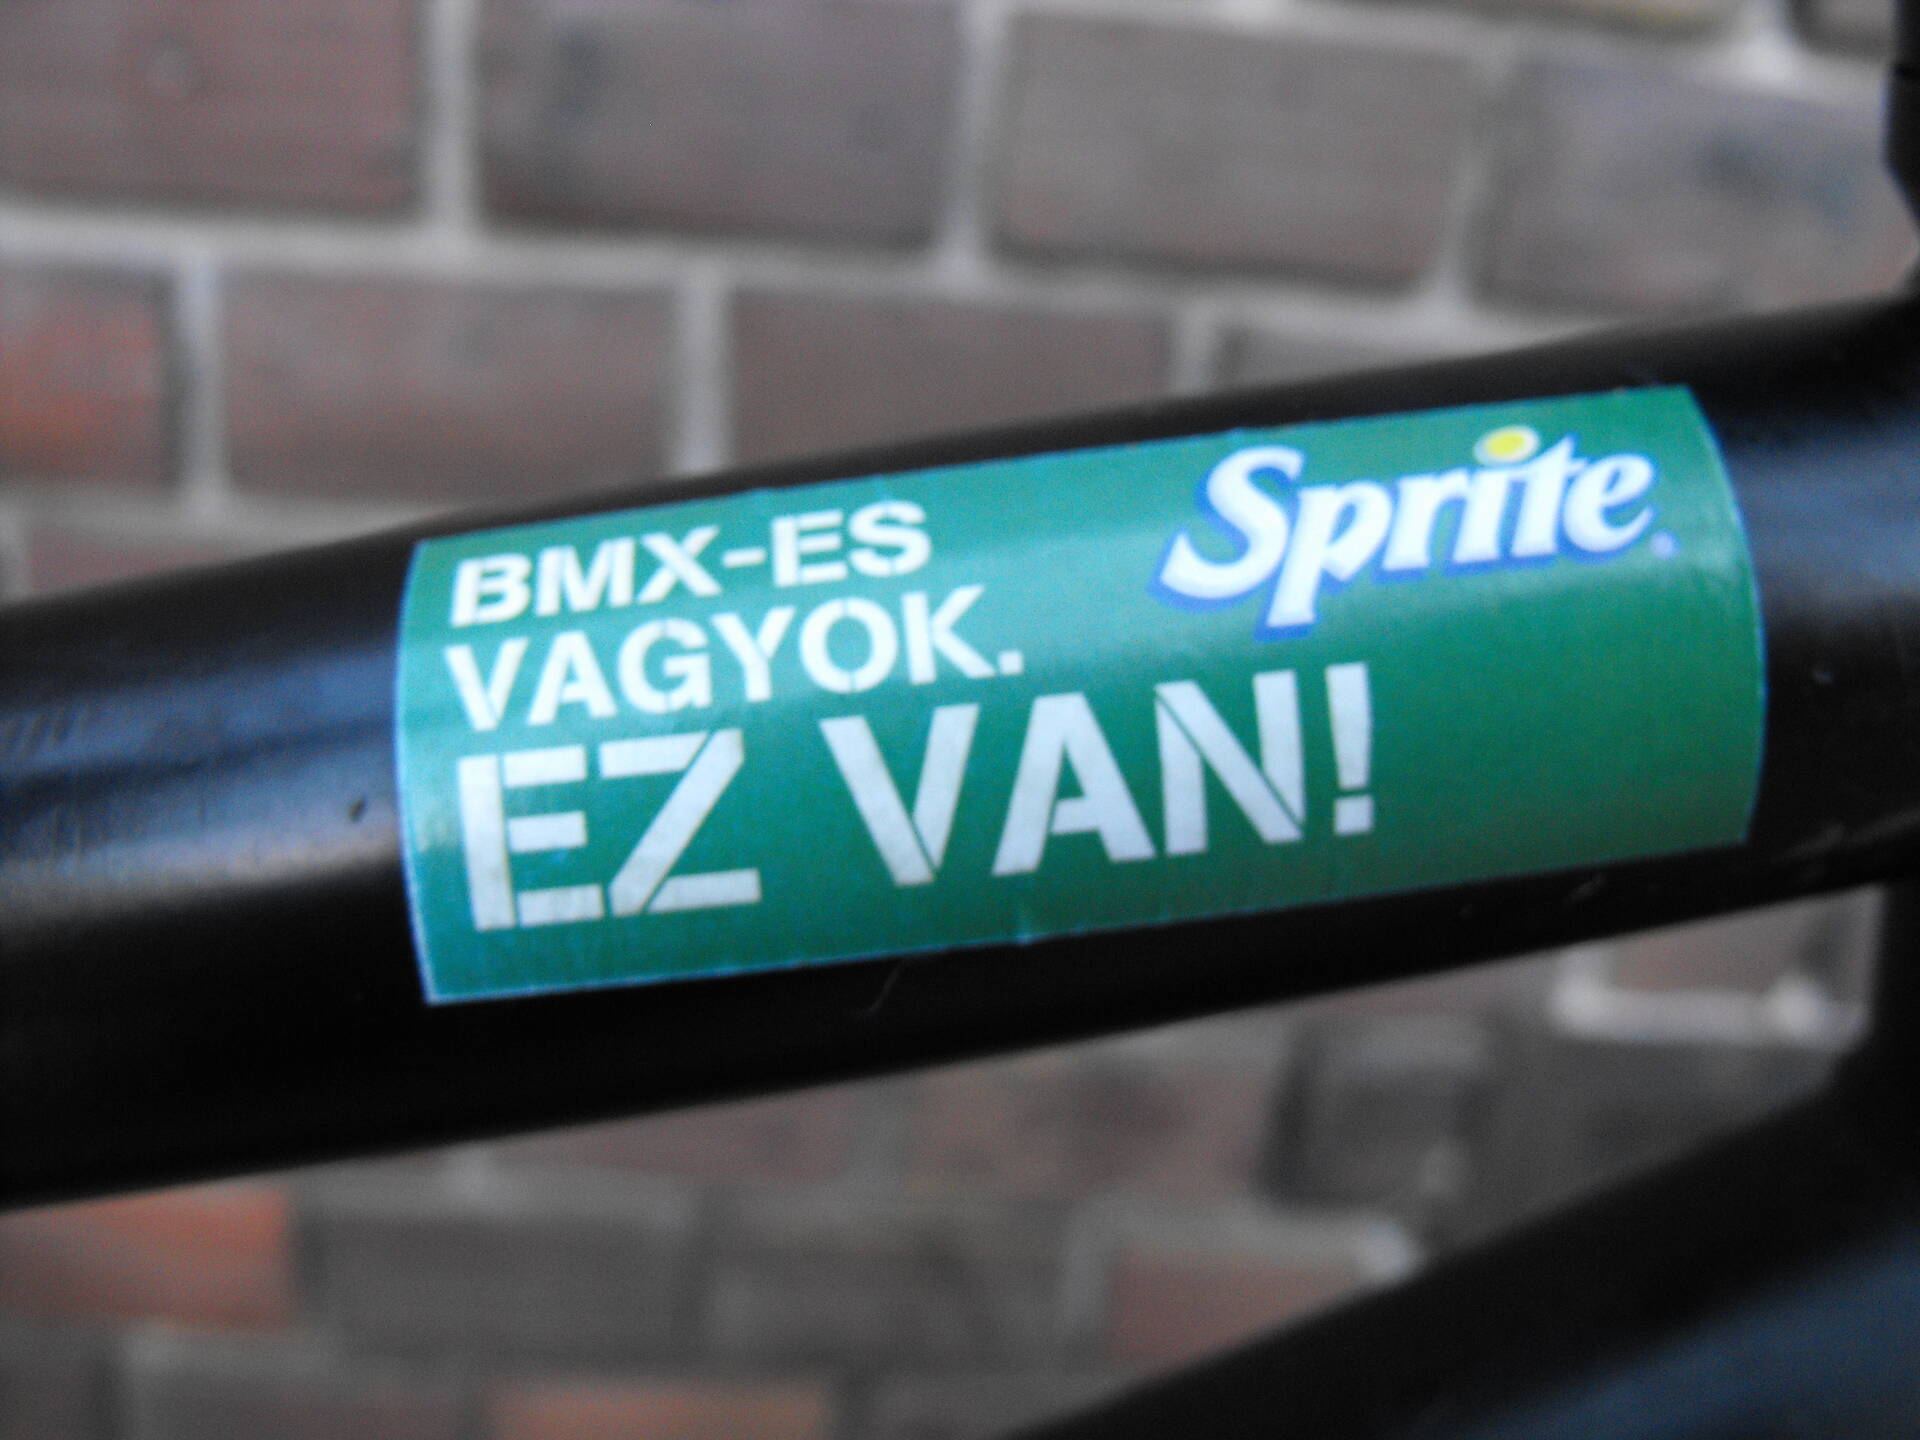 Sprite
BMX-ES
VAGYOK.
EZ VAN!